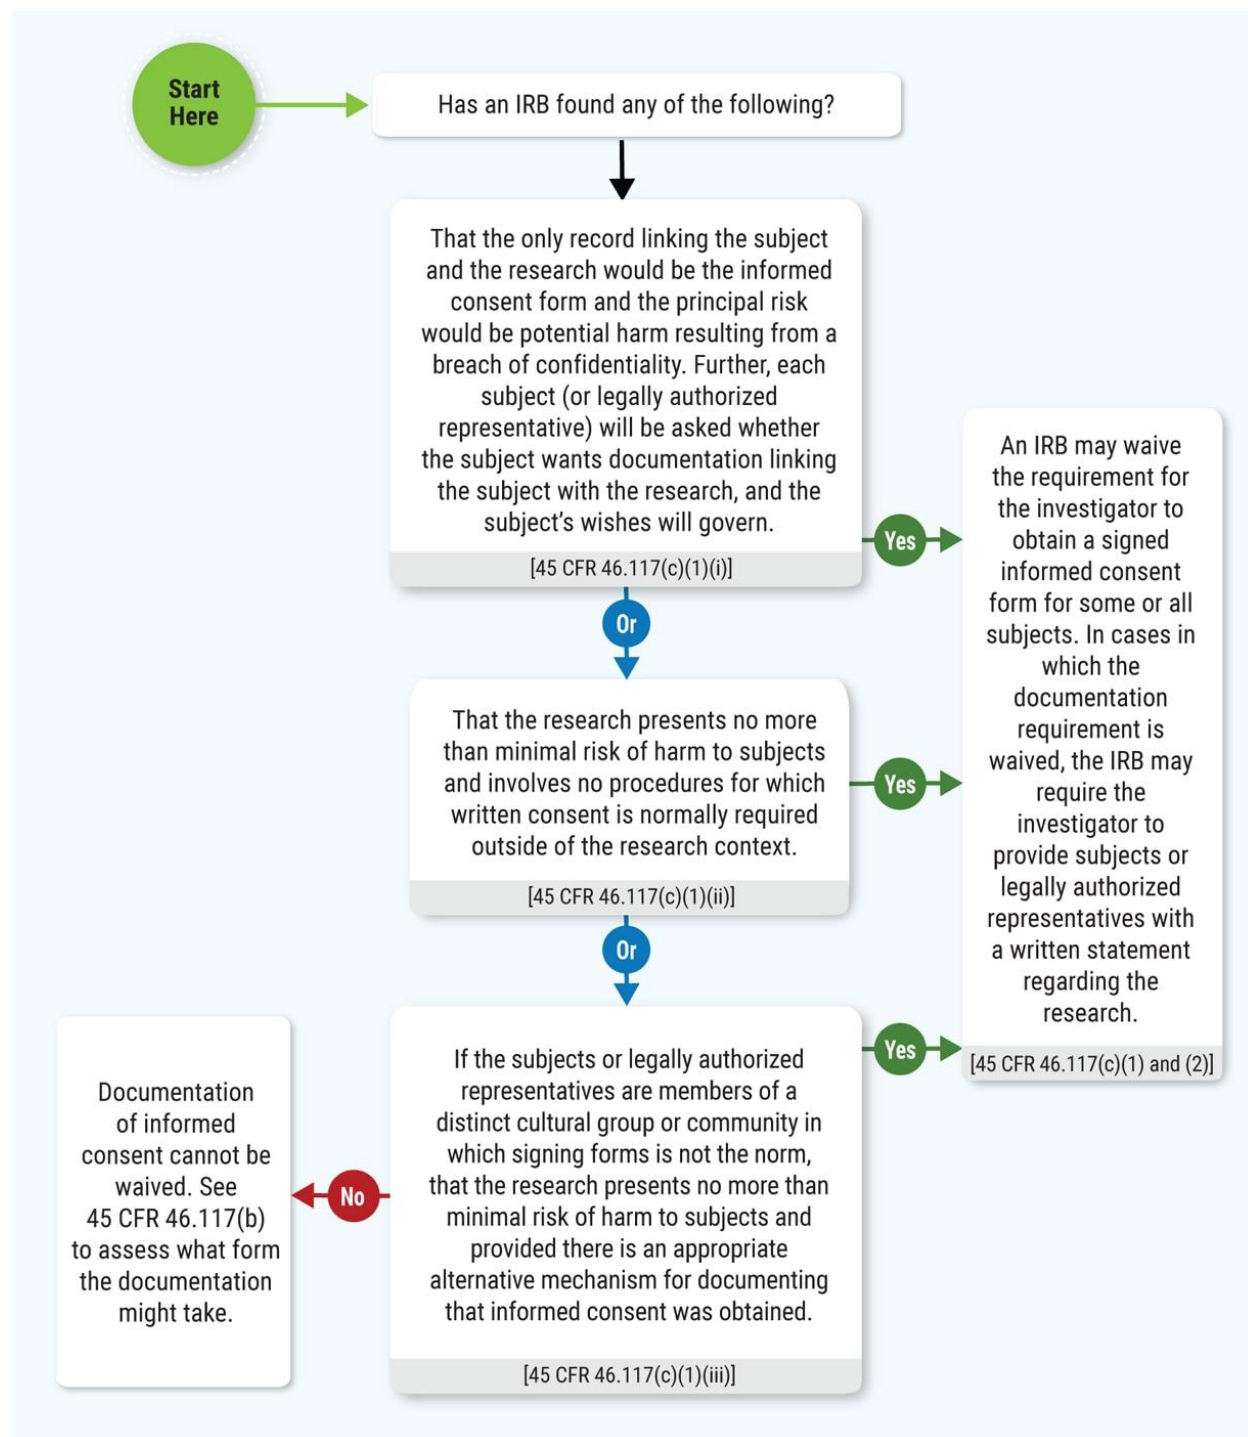 Start
Here
Has an IRB found any of the following?
That the only record linking the subject
and the research would be the informed
consent form and the principal risk
would be potential harm resulting from a
breach of confidentiality. Further, each
subject (or legally authorized
representative) will be asked whether
the subject wants documentation linking
the subject with the research, and the
subject's wishes will govern.
[45 CFR 46.117(c)(1)(i)]
Yes
Or
That the research presents no more
than minimal risk of harm to subjects
and involves no procedures for which
written consent is normally required
outside of the research context.
[45 CFR 46.117(c)(1)(ii)]
Yes
Or
If the subjects or legally authorized
representatives are members of a
distinct cultural group or community in
which signing forms is not the norm,
that the research presents no more than
minimal risk of harm to subjects and
provided there is an appropriate
alternative mechanism for documenting
that informed consent was obtained.
[45 CFR 46.117(c)(1)(iii)]
Yes
An IRB may waive
the requirement for
the investigator to
obtain a signed
informed consent
form for some or all
subjects. In cases in
which the
documentation
requirement is
waived, the IRB may
require the
investigator to
provide subjects or
legally authorized
representatives with
a written statement
regarding the
research.
[45 CFR 46.117(c)(1) and (2)]
No
Documentation
of informed
consent cannot be
waived. See
45 CFR 46.117(b)
to assess what form
the documentation
might take.